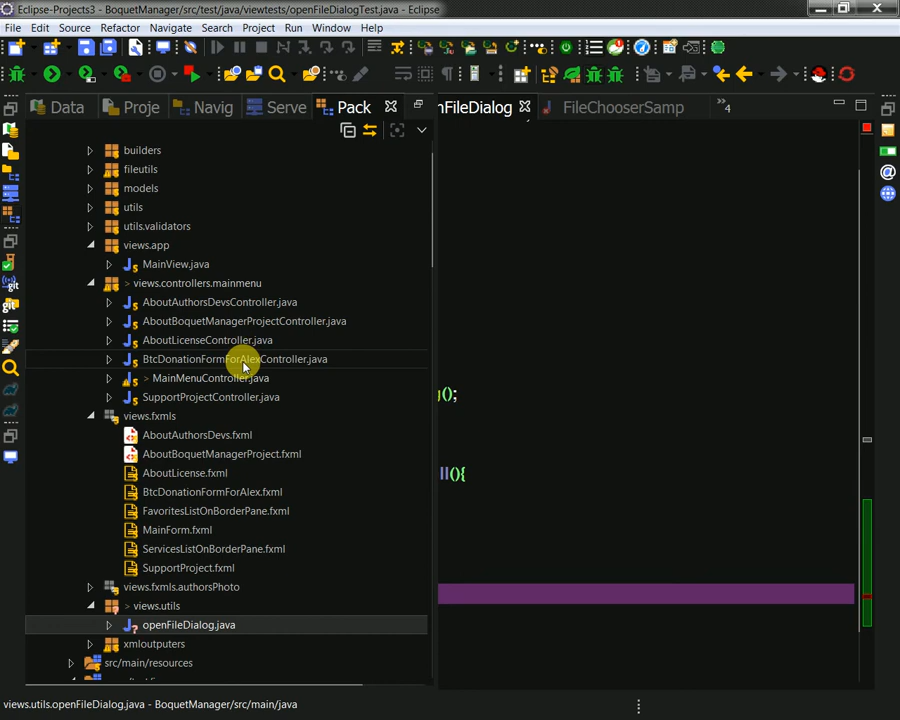 Eclipse-Projects3 - BoquetManager/src/test/java/viewtests/openFileDialogTest.java - Eclipse
File Edit Source Refactor Navigate Search Project Run Window Help
Data Proje Navig Serve Pack
nFileDialog FileChooserSamp »4
builders
fileutils
models
utils
utils.validators
views.app
MainView.java
> views.controllers.mainmenu
AboutAuthorsDevsController.java
AboutBoquetManagerProjectController.java
AboutLicenseController.java
BtcDonationFormForAlexController.java
> MainMenuController.java
SupportProjectController.java
views.fxmls
AboutAuthorsDevs.fxml
AboutBoquetManagerProject.fxml
AboutLicense.fxml
BtcDonationFormForAlex.fxml
FavoritesListOnBorderPane.fxml
MainForm.fxml
ServicesListOnBorderPane.fxml
SupportProject.fxml
views.fxmls.authorsPhoto
> views.utils
openFileDialog.java
xmloutputers
src/main/resources
g();
ll(){
views.utils.openFileDialog.java - BoquetManager/src/main/java